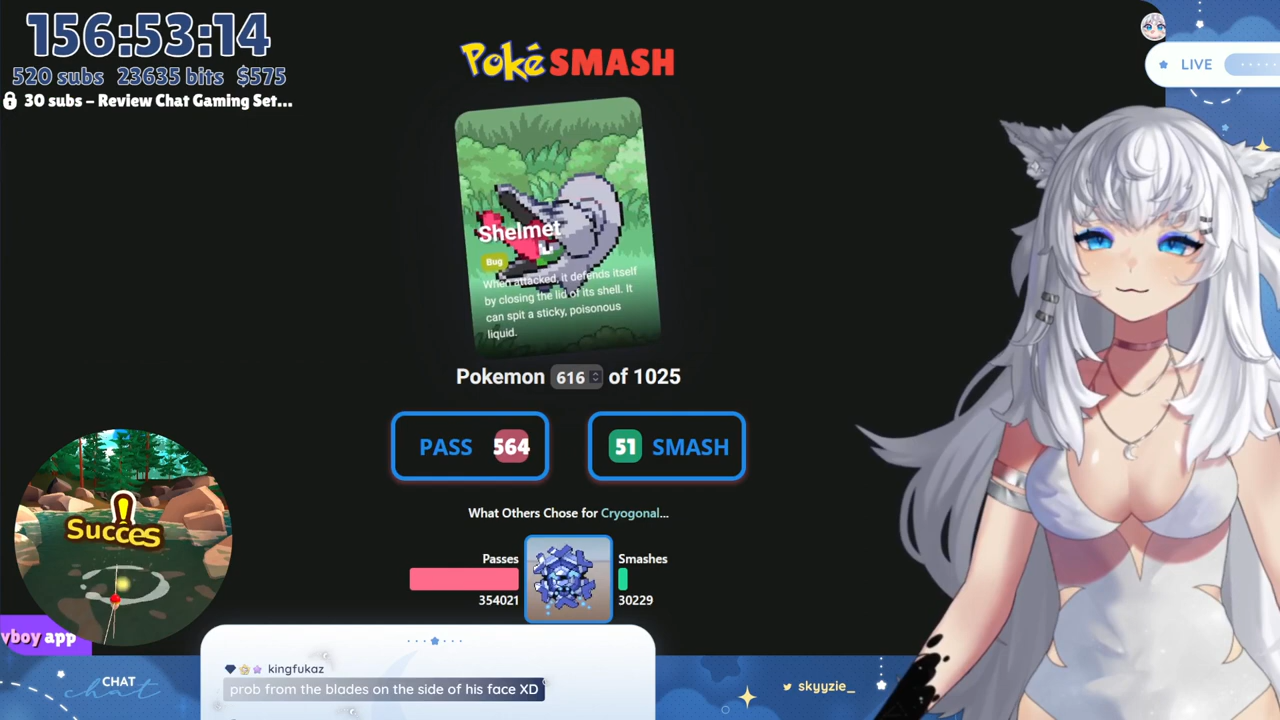 156:53:14
520 subs 23635 bits $575
30 subs – Review Chat Gaming Set...
Poké SMASH
LIVE
Shelmet
Bug
When attacked, it defends itself
by closing the lid of its shell. It
can spit a sticky, poisonous
liquid.
Pokemon 616 of 1025
PASS 564
51 SMASH
What Others Chose for Cryogonal...
Passes
Smashes
354021
30229
Succes
vboy app
CHAT
chat
kingfukaz
prob from the blades on the side of his face XD
skyyzie_